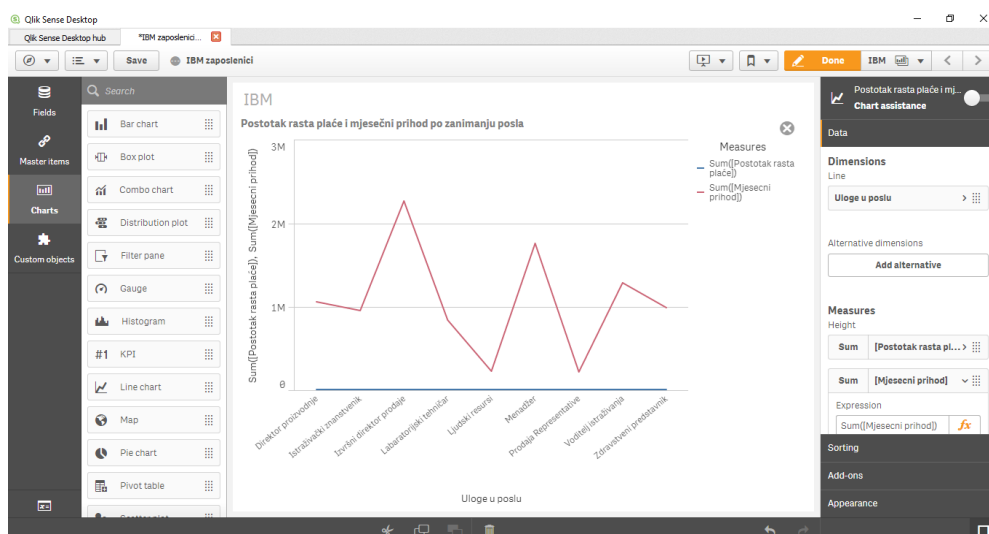 Qlik Sense Desktop
Qlik Sense Desktop hub
*IBM zaposlenici...
Save
IBM zaposlenici
Done
IBM
Fields
Master items
Charts
Custom objects
Search
Bar chart
Box plot
Combo chart
Distribution plot
Filter pane
Gauge
Histogram
#1 KPI
Line chart
Map
Pie chart
Pivot table
IBM
Postotak rasta plaće i mjesečni prihod po zanimanju posla
Sum([Postotak rasta plaće]), Sum([Mjesecni prihod])
3M
2M
1M
0
Direktor proizvodnje
Istraživački znanstvenik
Izvršni direktor prodaje
Labaratorijski tehničar
Ljudski resursi
Menadžer
Prodaja Representative
Voditelj istraživanja
Zdravstveni predstavnik
Uloge u poslu
Measures
Sum([Postotak rasta
plaće])
Sum([Mjesecni
prihod])
Postotak rasta plaće i mj...
Chart assistance
Data
Dimensions
Line
Uloge u poslu
Alternative dimensions
Add alternative
Measures
Height
Sum [Postotak rasta pl...
Sum [Mjesecni prihod]
Expression
Sum([Mjesecni prihod]) fx
Sorting
Add-ons
Appearance